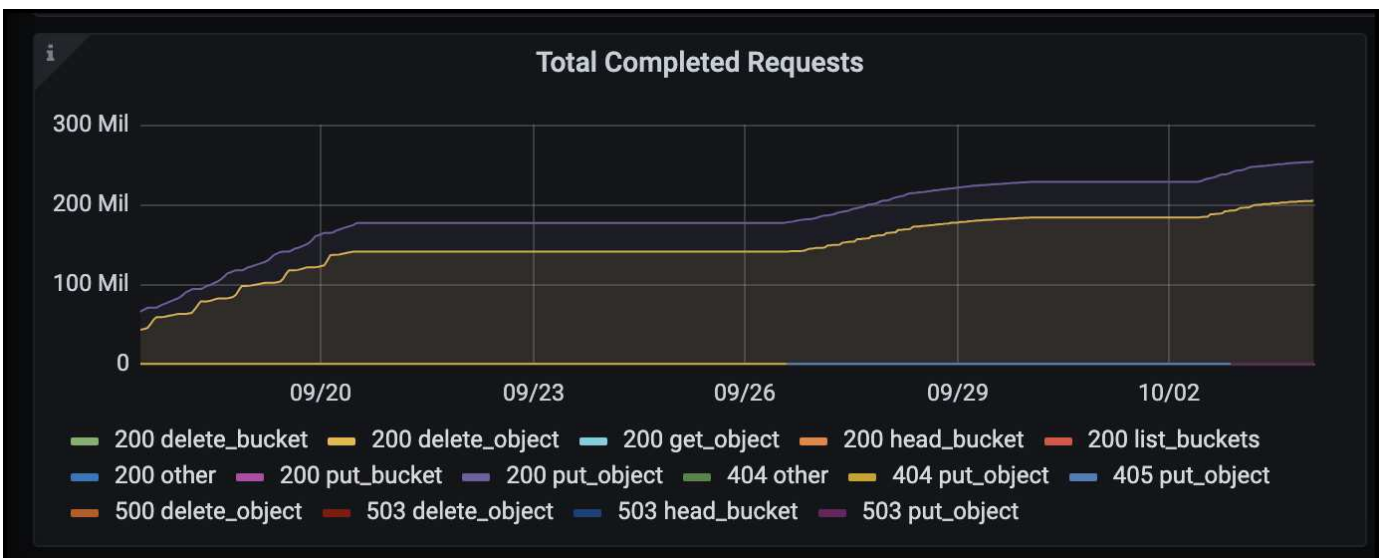 i
Total Completed Requests
300 Mil
200 Mil
100 Mil
0
09/20 09/23 09/26 09/29 10/02
200 delete_bucket 200 delete_object 200 get_object 200 head_bucket 200 list_buckets
200 other 200 put_bucket 200 put_object 404 other 404 put_object 405 put_object
500 delete_object 503 delete_object 503 head_bucket 503 put_object